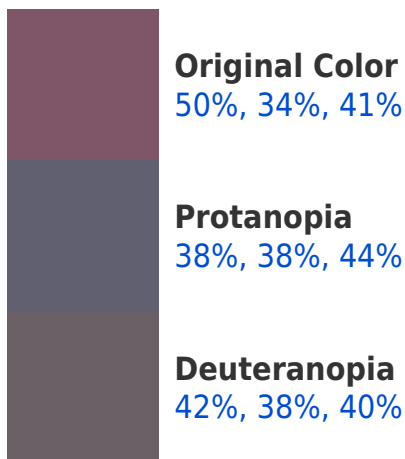 Original Color
50%, 34%, 41%
Protanopia
38%, 38%, 44%
Deuteranopia
42%, 38%, 40%